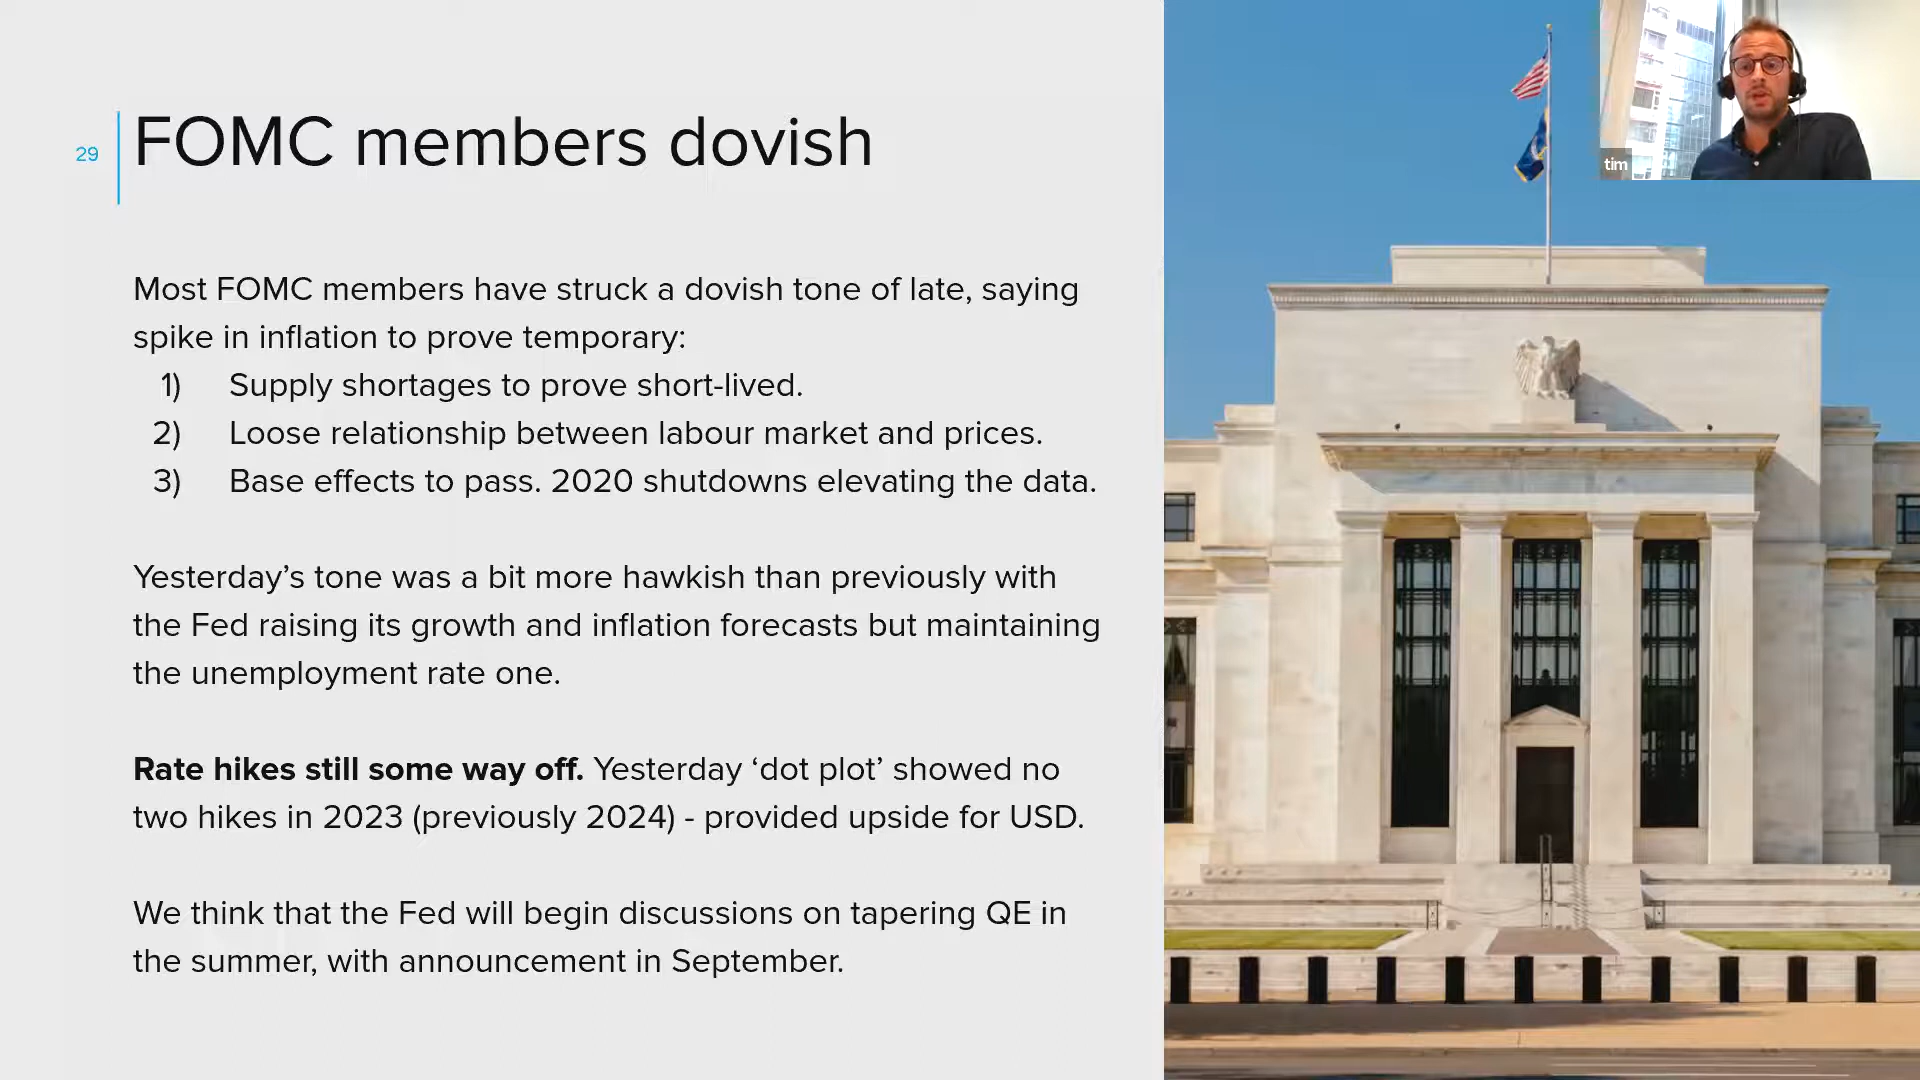 29
FOMC members dovish
Most FOMC members have struck a dovish tone of late, saying
spike in inflation to prove temporary:
1) Supply shortages to prove short-lived.
2) Loose relationship between labour market and prices.
3) Base effects to pass. 2020 shutdowns elevating the data.
Yesterday’s tone was a bit more hawkish than previously with
the Fed raising its growth and inflation forecasts but maintaining
the unemployment rate one.
Rate hikes still some way off. Yesterday ‘dot plot’ showed no
two hikes in 2023 (previously 2024) - provided upside for USD.
We think that the Fed will begin discussions on tapering QE in
the summer, with announcement in September.
tim